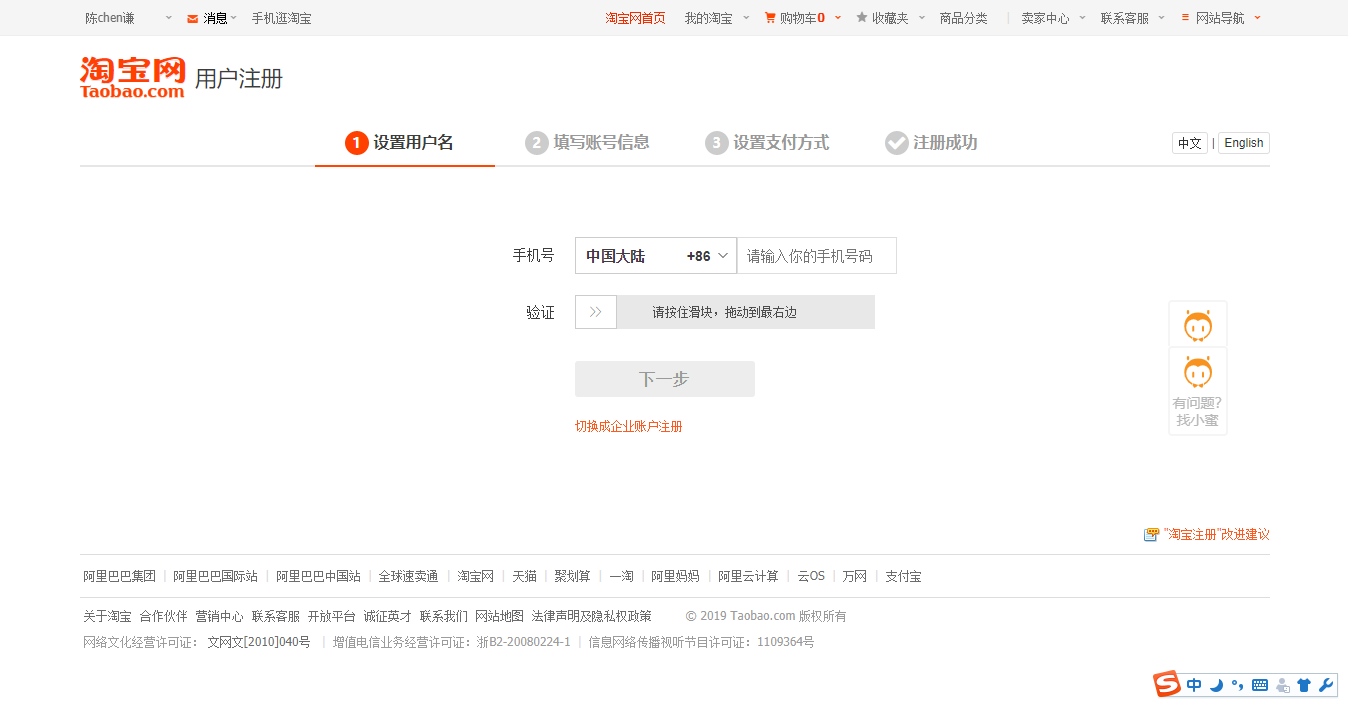 陈chen谦 消息 手机逛淘宝 淘宝网首页 我的淘宝 购物车0 收藏夹 商品分类 | 卖家中心 联系客服 网站导航
淘宝网
Taobao.com
用户注册
1 设置用户名 2 填写账号信息 3 设置支付方式 注册成功 中文 | English
手机号 中国大陆 +86 请输入你的手机号码
验证 >> 请按住滑块，拖动到最右边
下一步
切换成企业账户注册
有问题?
找小蜜
"淘宝注册"改进建议
阿里巴巴集团 | 阿里巴巴国际站 | 阿里巴巴中国站 | 全球速卖通 | 淘宝网 | 天猫 | 聚划算 | 一淘 | 阿里妈妈 | 阿里云计算 | 云OS | 万网 | 支付宝
关于淘宝 合作伙伴 营销中心 联系客服 开放平台 诚征英才 联系我们 网站地图 法律声明及隐私权政策 © 2019 Taobao.com 版权所有
网络文化经营许可证： 文网文[2010]040号 | 增值电信业务经营许可证：浙B2-20080224-1 | 信息网络传播视听节目许可证：1109364号
S 中